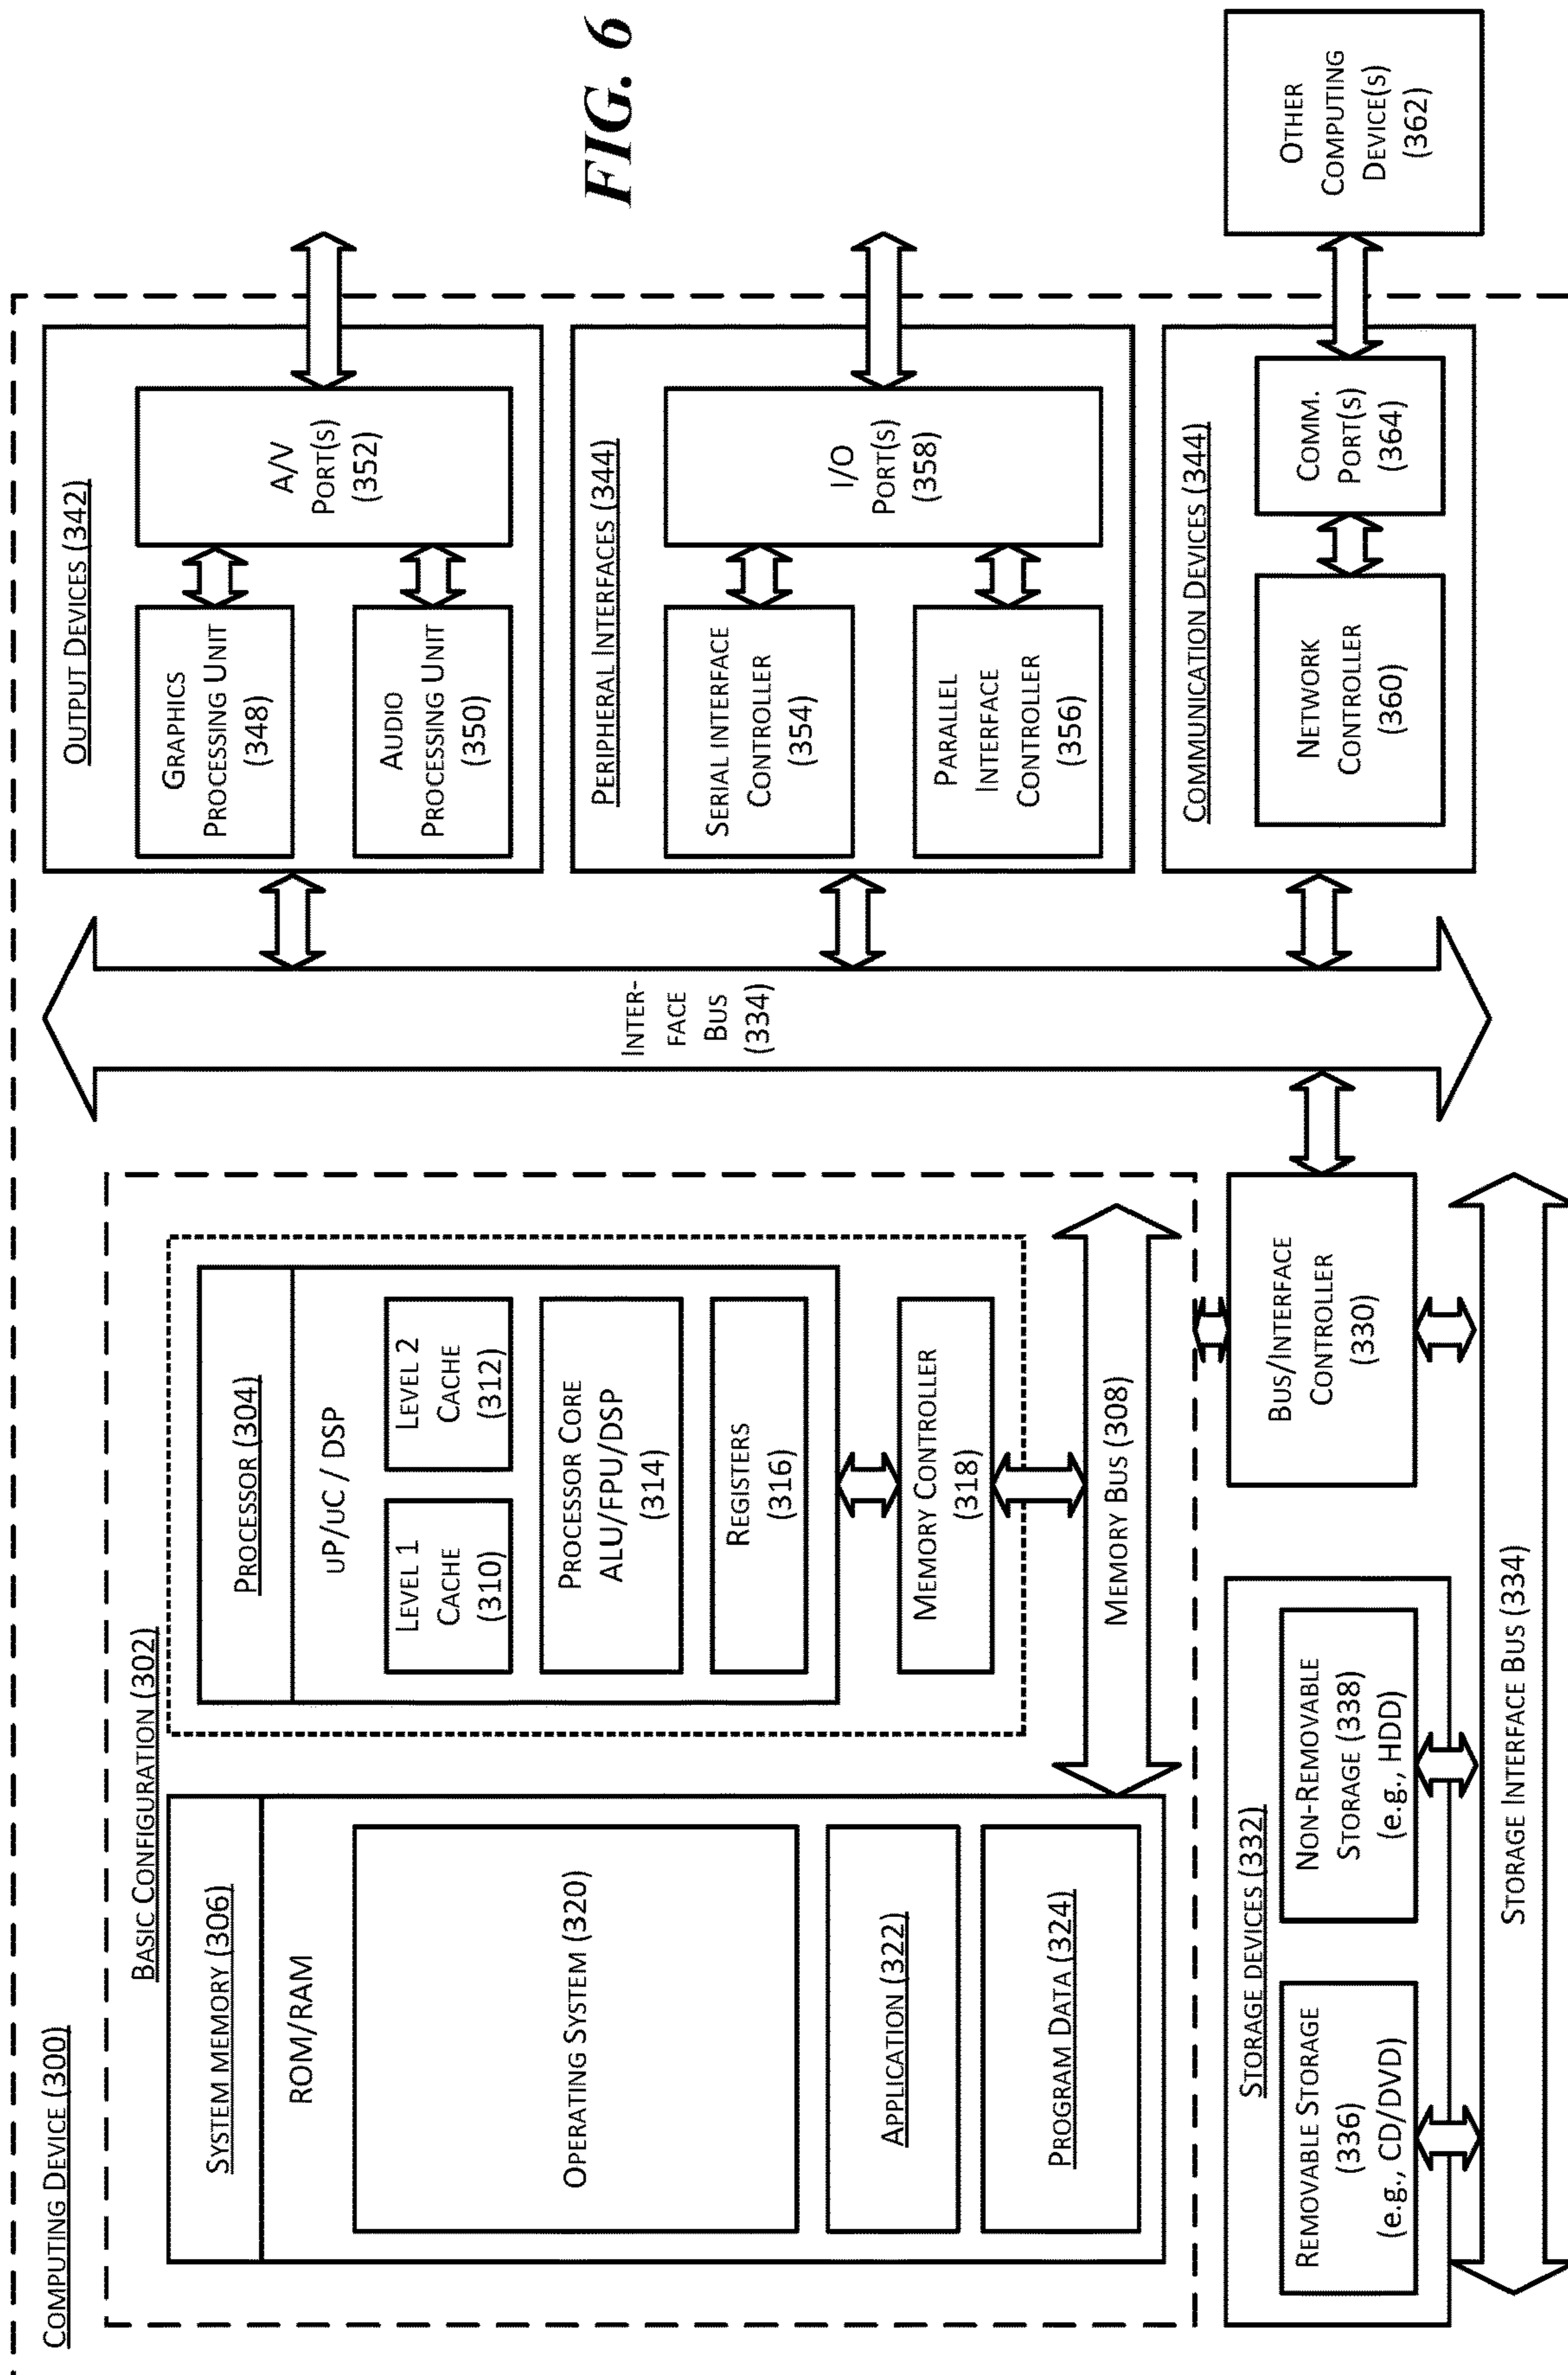 COMPUTING DEVICE (300)
BASIC CONFIGURATION (302)
SYSTEM MEMORY (306)
ROM/RAM
OPERATING SYSTEM (320)
APPLICATION (322)
PROGRAM DATA (324)
PROCESSOR (304)
uP/uC / DSP
LEVEL 1
CACHE
(310)
LEVEL 2
CACHE
(312)
PROCESSOR CORE
ALU/FPU/DSP
(314)
REGISTERS
(316)
MEMORY CONTROLLER
(318)
MEMORY BUS (308)
STORAGE DEVICES (332)
REMOVABLE STORAGE
(336)
(e.g., CD/DVD)
NON-REMOVABLE
STORAGE (338)
(e.g., HDD)
BUS/INTERFACE
CONTROLLER
(330)
STORAGE INTERFACE BUS (334)
INTER-
FACE
BUS
(334)
OUTPUT DEVICES (342)
GRAPHICS
PROCESSING UNIT
(348)
AUDIO
PROCESSING UNIT
(350)
A/V
PORT(S)
(352)
PERIPHERAL INTERFACES (344)
SERIAL INTERFACE
CONTROLLER
(354)
PARALLEL
INTERFACE
CONTROLLER
(356)
I/O
PORT(S)
(358)
COMMUNICATION DEVICES (344)
NETWORK
CONTROLLER
(360)
COMM.
PORT(S)
(364)
OTHER
COMPUTING
DEVICE(S)
(362)
FIG. 6